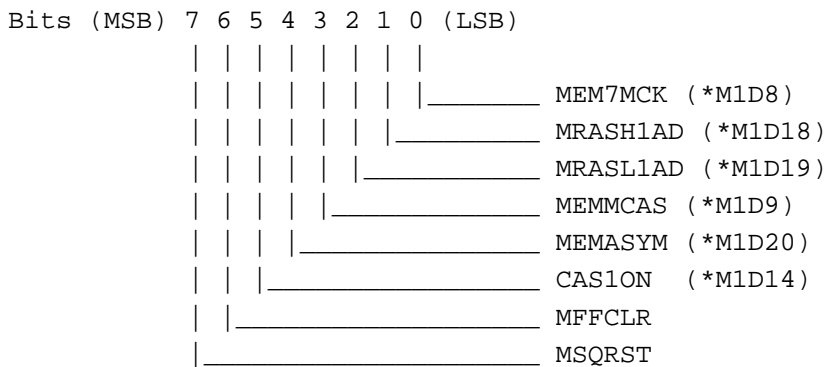 Bits (MSB) 7 6 5 4 3 2 1 0 (LSB)
MEM7MCK (*M1D8)
MRASH1AD (*M1D18)
MRASL1AD (*M1D19)
MEMMCAS (*M1D9)
MEMASYM (*M1D20)
CAS1ON (*M1D14)
MFFCLR
MSQRST